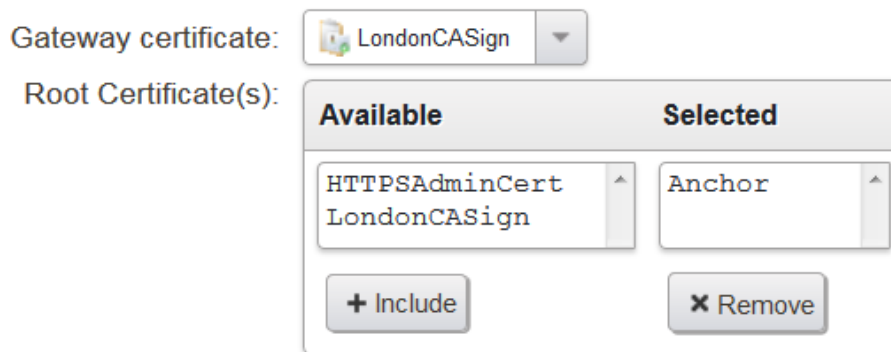 Gateway certificate: LondonCASign
Root Certificate(s):
Available Selected
HTTPSAdminCert Anchor
LondonCASign
+ Include × Remove